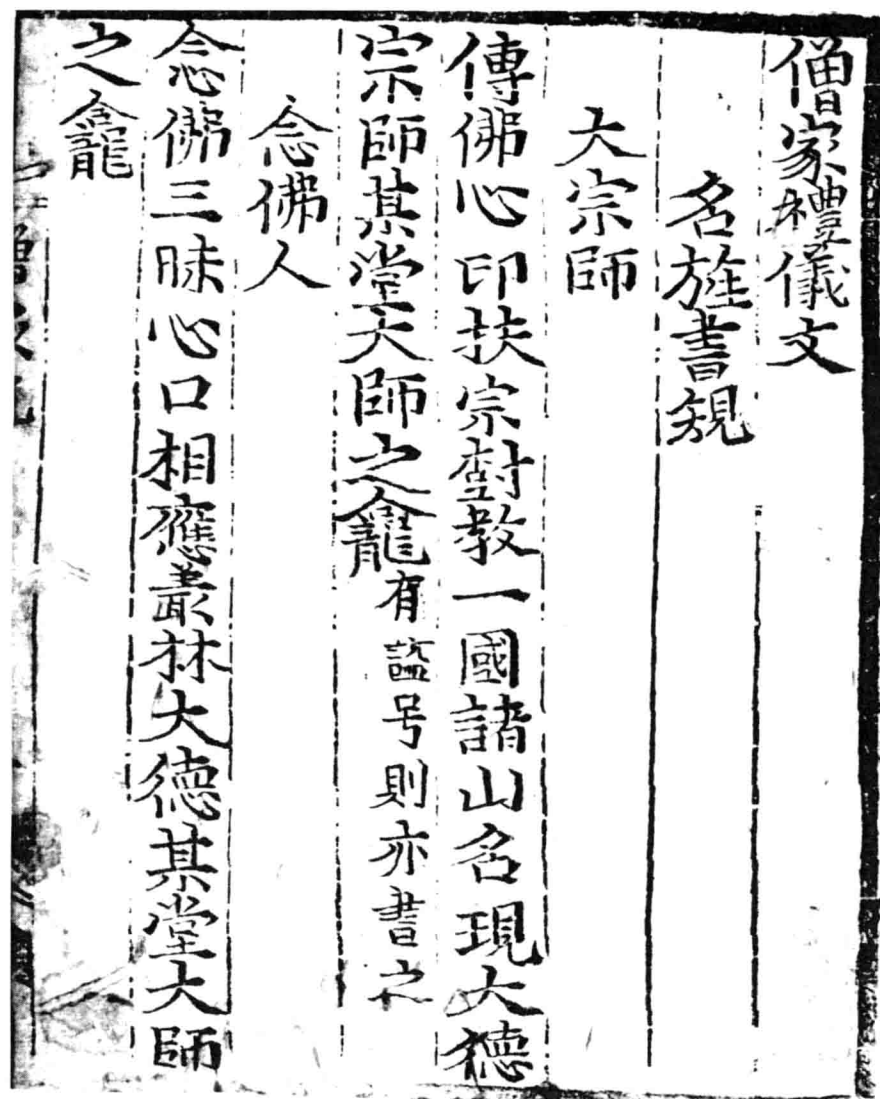 僧家禮儀文
名旌書規
大宗師
傳佛心印扶宗對教一國諸山名現大德
宗師某堂大師之龕有謚号則亦書之
念佛人
念佛三昧心口相應叢林大德某堂大師
之龕